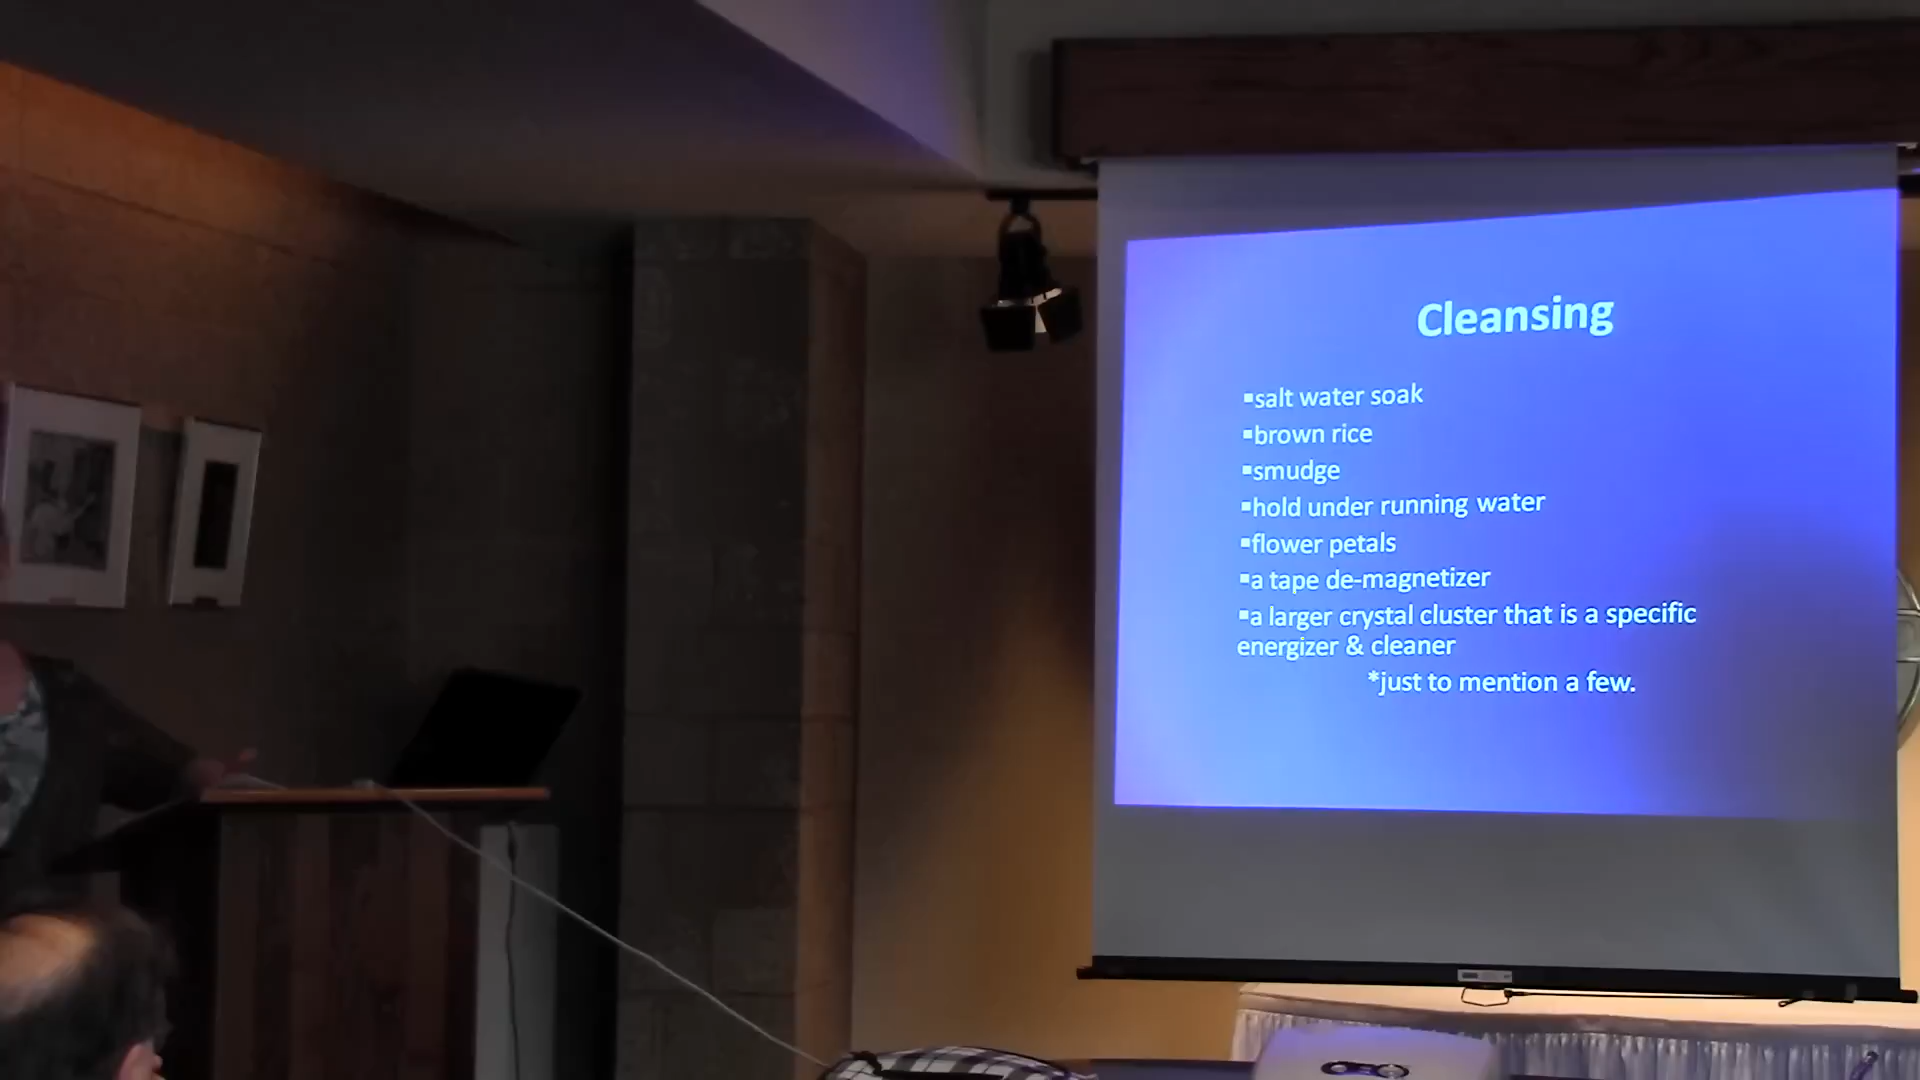 Cleansing
▪salt water soak
▪brown rice
▪smudge
▪hold under running water
▪flower petals
▪a tape de-magnetizer
▪a larger crystal cluster that is a specific
energizer & cleaner
*just to mention a few.